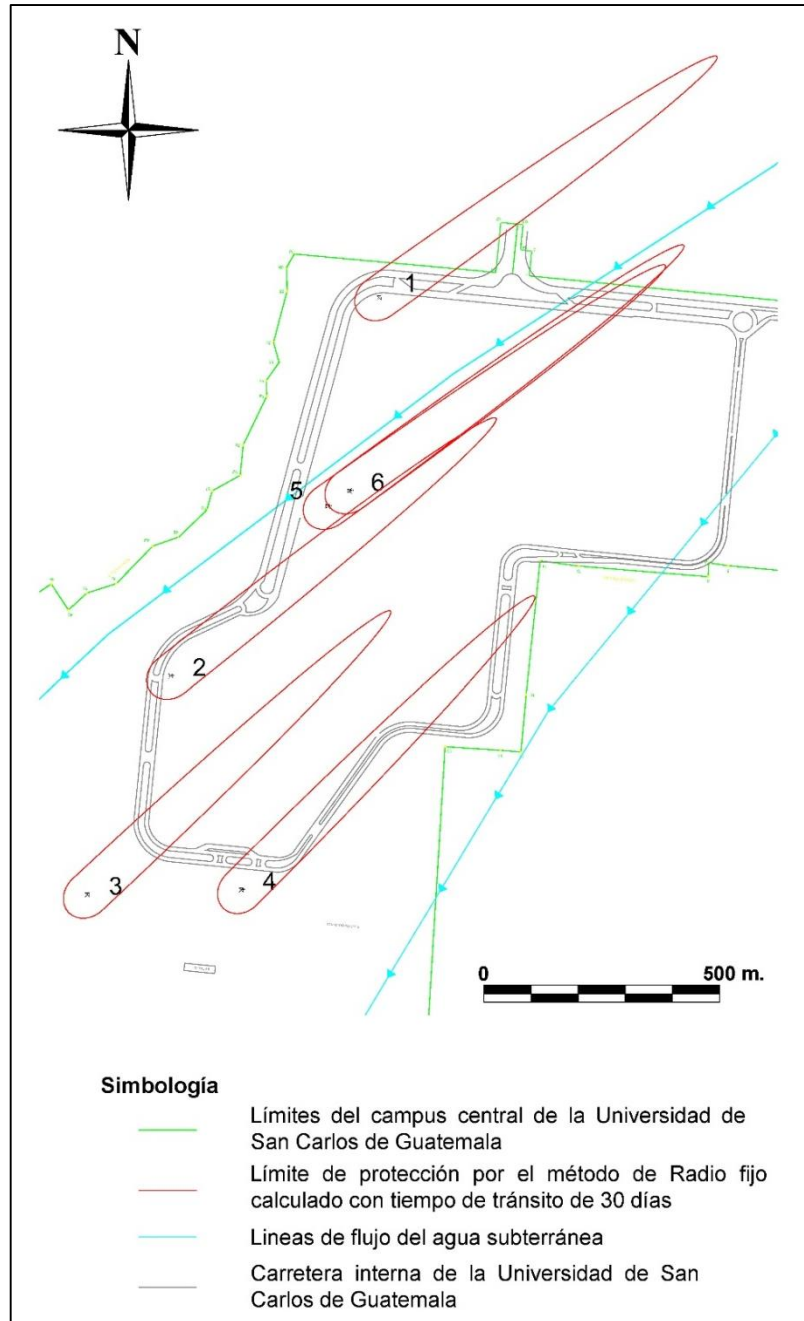 N
1
5
6
2
3
4
0
500 m.
Simbología
Límites del campus central de la Universidad de
San Carlos de Guatemala
Límite de protección por el método de Radio fijo
calculado con tiempo de tránsito de 30 días
Lineas de flujo del agua subterránea
Carretera interna de la Universidad de San
Carlos de Guatemala